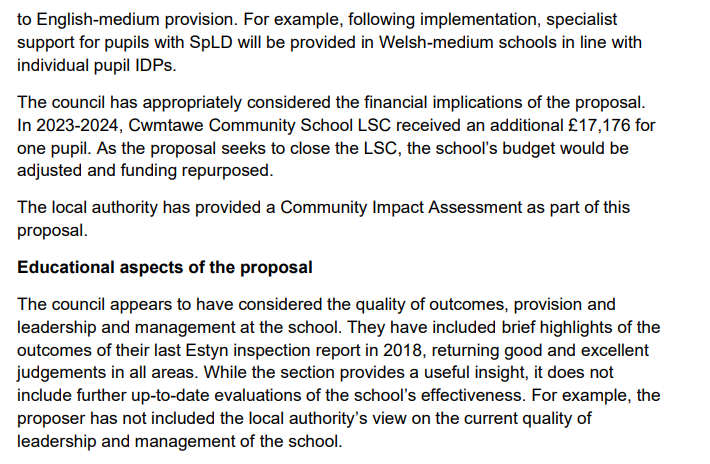 to English-medium provision. For example, following implementation, specialist
support for pupils with SpLD will be provided in Welsh-medium schools in line with
individual pupil IDPs.
The council has appropriately considered the financial implications of the proposal.
In 2023-2024, Cwmtawe Community School LSC received an additional £17,176 for
one pupil. As the proposal seeks to close the LSC, the school's budget would be
adjusted and funding repurposed.
The local authority has provided a Community Impact Assessment as part of this
proposal.
Educational aspects of the proposal
The council appears to have considered the quality of outcomes, provision and
leadership and management at the school. They have included brief highlights of the
outcomes of their last Estyn inspection report in 2018, returning good and excellent
judgements in all areas. While the section provides a useful insight, it does not
include further up-to-date evaluations of the school's effectiveness. For example, the
proposer has not included the local authority's view on the current quality of
leadership and management of the school.